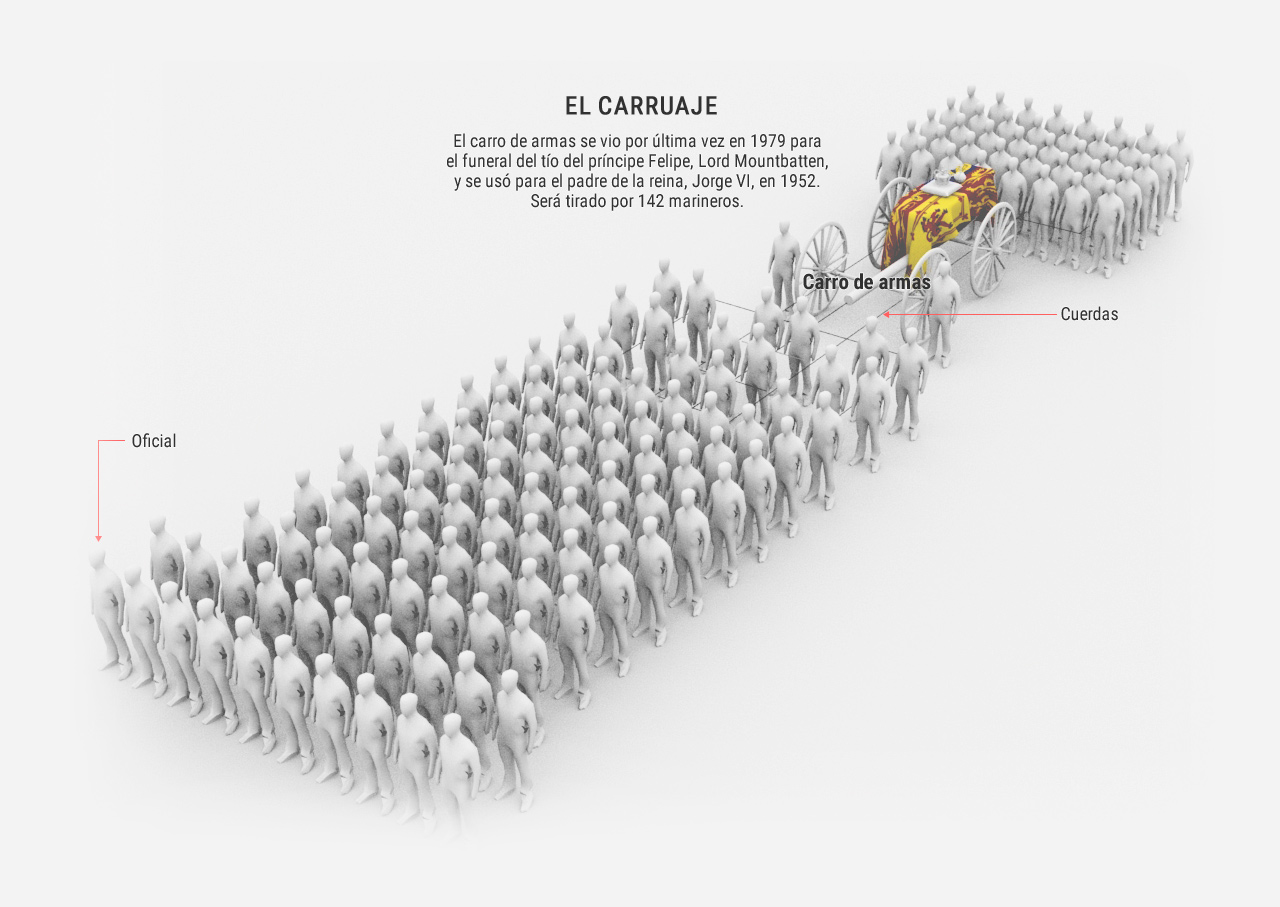 EL CARRUAJE
El carro de armas se vio por última vez en 1979 para
el funeral del tío del príncipe Felipe, Lord Mountbatten,
y se usó para el padre de la reina, Jorge VI, en 1952.
Será tirado por 142 marineros.
Carro de armas
Cuerdas
Oficial